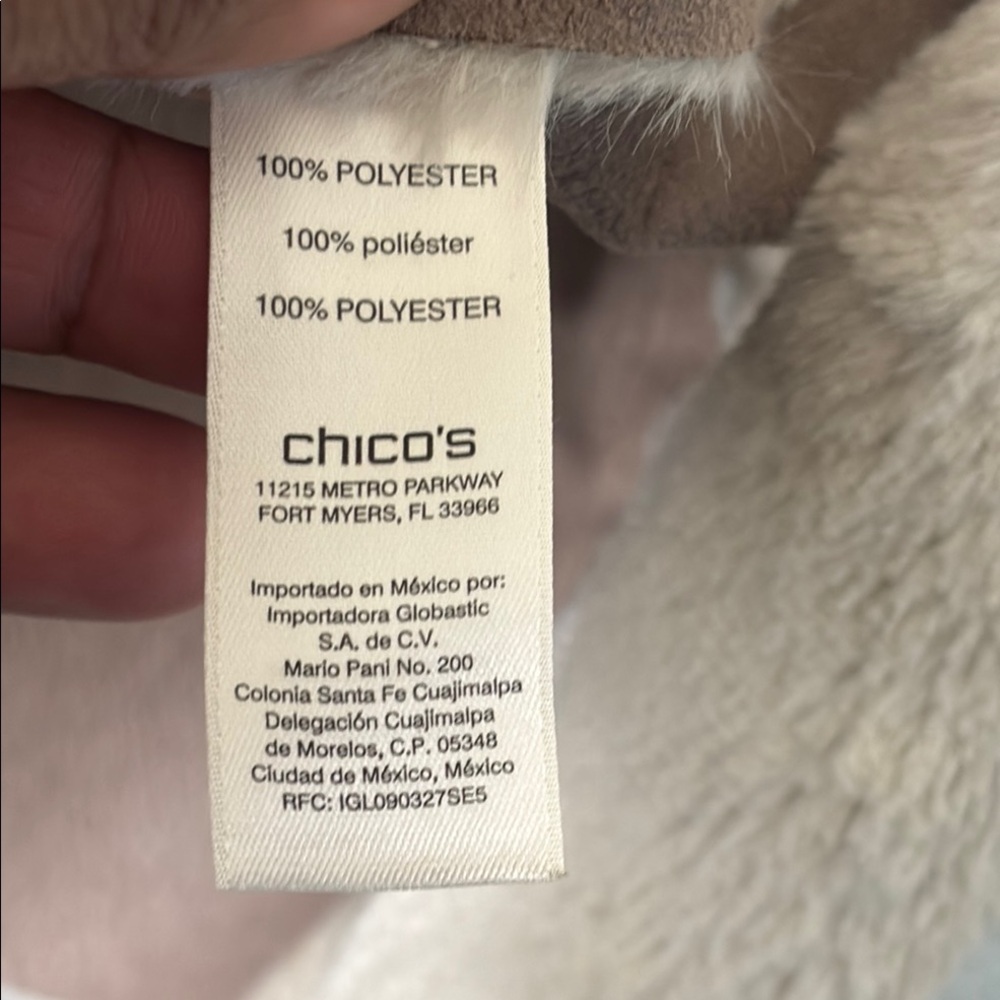 100% POLYESTER
100% poliéster
100% POLYESTER
chico's
11215 METRO PARKWAY
FORT MYERS, FL 33966
Importado en México por:
Importadora Globastic
S.A. de C.V.
Mario Pani No. 200
Colonia Santa Fe Cuajimalpa
Delegación Cuajimalpa
de Morelos, C.P. 05348
Ciudad de México, México
RFC: IGL090327SE5